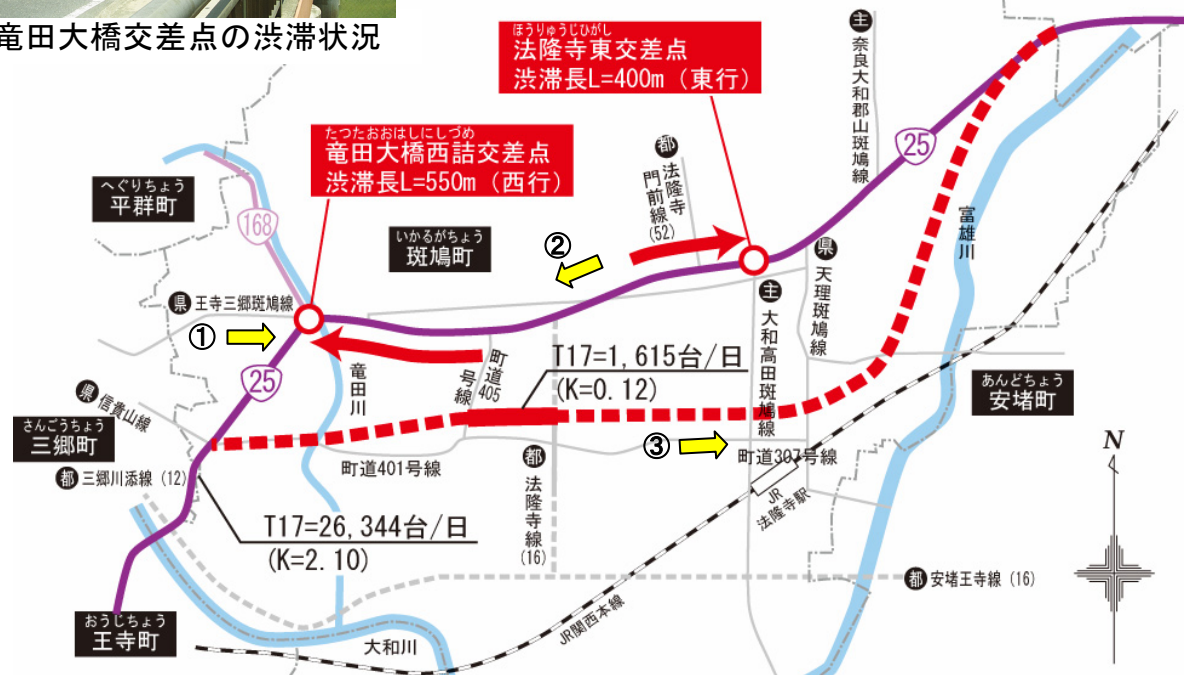 竜田大橋交差点の渋滞状況
ほうりゅうじひがし
法隆寺東交差点
渋滞長L=400m（東行）
主 奈良大和郡山斑鳩線
25
たつたおおはしにしづめ
竜田大橋西詰交差点
渋滞長L=550m（西行）
都 法隆寺
門前線
(52)
へぐりちょう
平群町
168
いかるがちょう
斑鳩町
②
富雄川
県 天理斑鳩線
県 王寺三郷斑鳩線
①
主 大和高田斑鳩線
25
竜田川
町道405
号線
T17=1,615台/日
(K=0.12)
あんどちょう
安堵町
県 信貴山線
さんごうちょう
三郷町
③
町道307号線
町道401号線
都 三郷川添線（12）
都 法隆寺線
(16)
JR
法隆寺駅
N
T17=26,344台/日
(K=2.10)
都 安堵王寺線（16）
おうじちょう
王寺町
大和川
JR関西本線